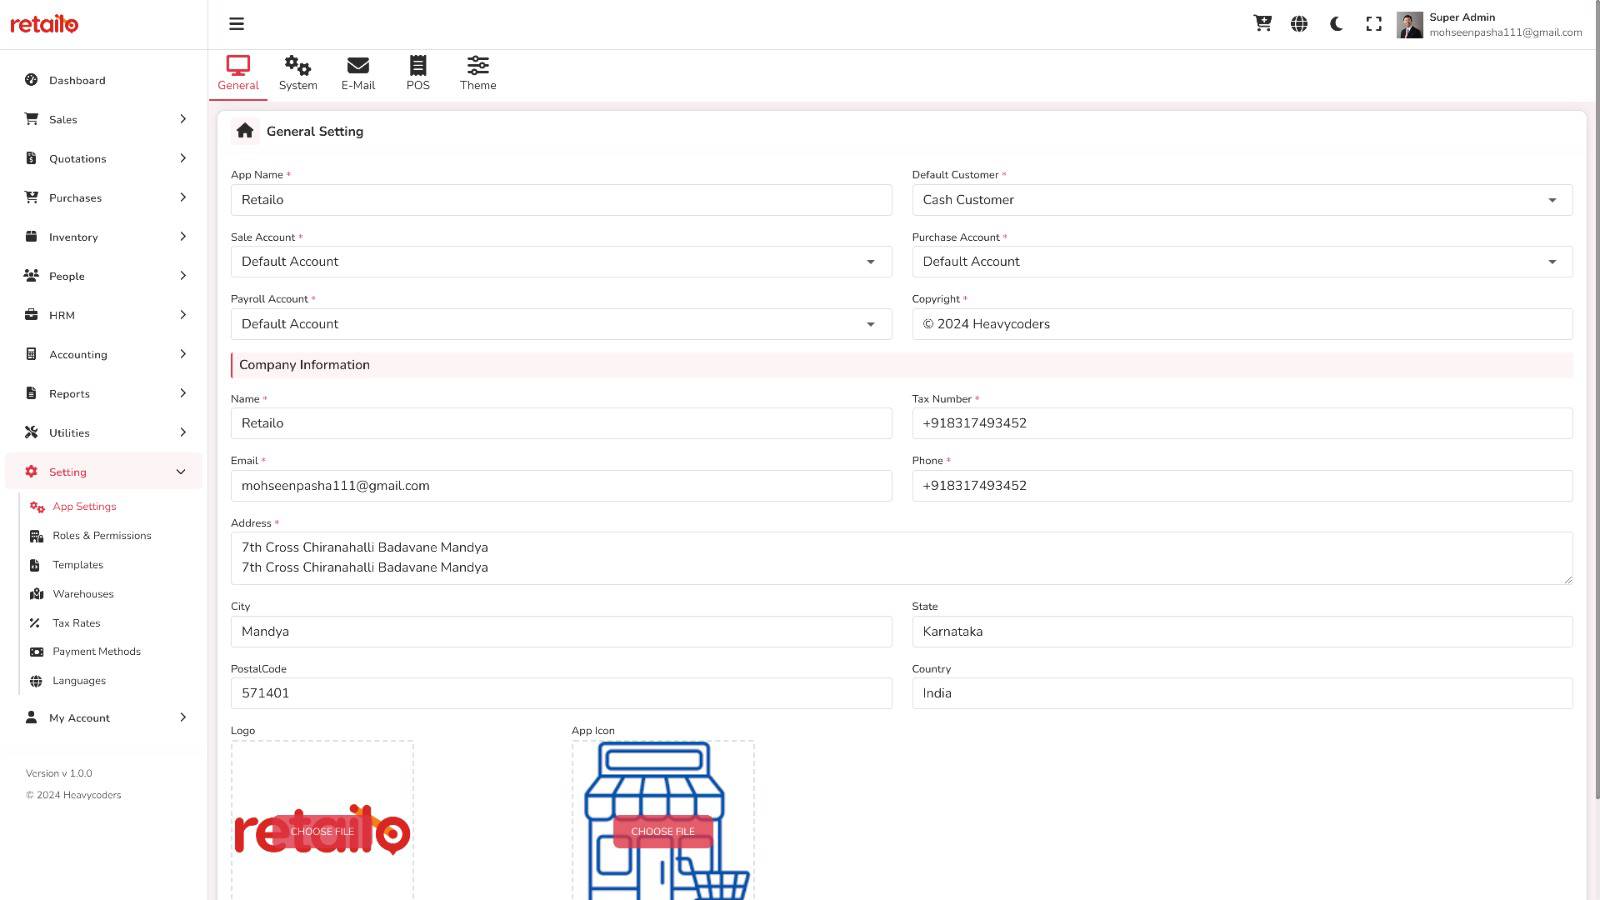 retailo
Super Admin
mohseenpasha111@gmail.com
Dashboard
Sales
Quotations
Purchases
Inventory
People
HRM
Accounting
Reports
Utilities
Setting
App Settings
Roles & Permissions
Templates
Warehouses
Tax Rates
Payment Methods
Languages
My Account
Version v 1.0.0
© 2024 Heavycoders
General
System
E-Mail
POS
Theme
General Setting
App Name *
Retailo
Default Customer *
Cash Customer
Sale Account *
Default Account
Purchase Account *
Default Account
Payroll Account *
Default Account
Copyright *
© 2024 Heavycoders
Company Information
Name *
Retailo
Tax Number *
+918317493452
Email *
mohseenpasha111@gmail.com
Phone *
+918317493452
Address *
7th Cross Chiranahalli Badavane Mandya
7th Cross Chiranahalli Badavane Mandya
City
Mandya
State
Karnataka
PostalCode
571401
Country
India
Logo
App Icon
retailo
CHOOSE FILE
CHOOSE FILE